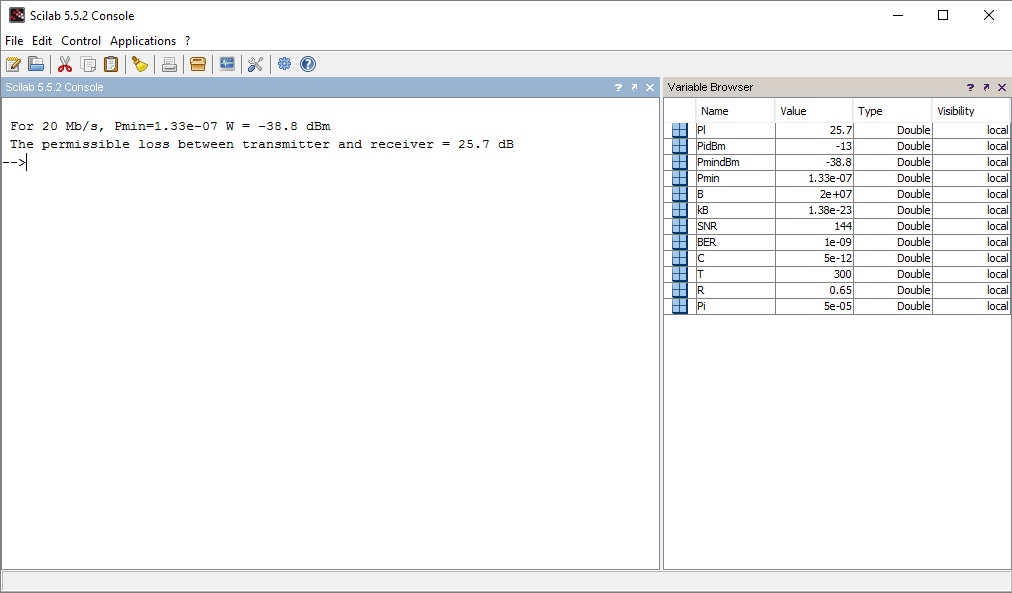 Scilab 5.5.2 Console
File Edit Control Applications ?
Scilab 5.5.2 Console ?
For 20 Mb/s, Pmin=1.33e-07 W = -38.8 dBm
The permissible loss between transmitter and receiver = 25.7 dB
-->
Variable Browser ?
Name Value Type Visibility
Pl 25.7 Double local
PidBm -13 Double local
PmindBm -38.8 Double local
Pmin 1.33e-07 Double local
B 2e+07 Double local
kB 1.38e-23 Double local
SNR 144 Double local
BER 1e-09 Double local
C 5e-12 Double local
T 300 Double local
R 0.65 Double local
Pi 5e-05 Double local